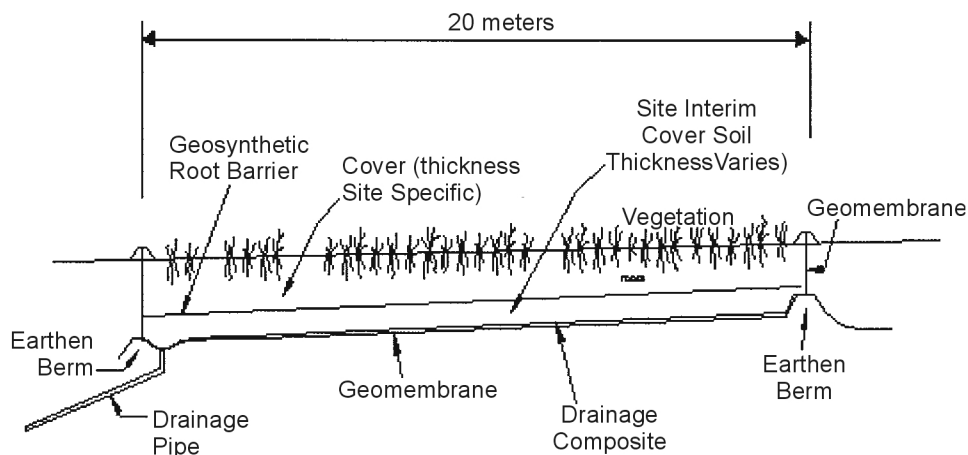 20 meters
Geosynthetic
Root Barrier
Cover (thickness
Site Specific)
Site Interim
Cover Soil
ThicknessVaries)
Vegetation
Geomembrane
Earthen
Berm
Geomembrane
Drainage
Pipe
Drainage
Composite
Earthen
Berm